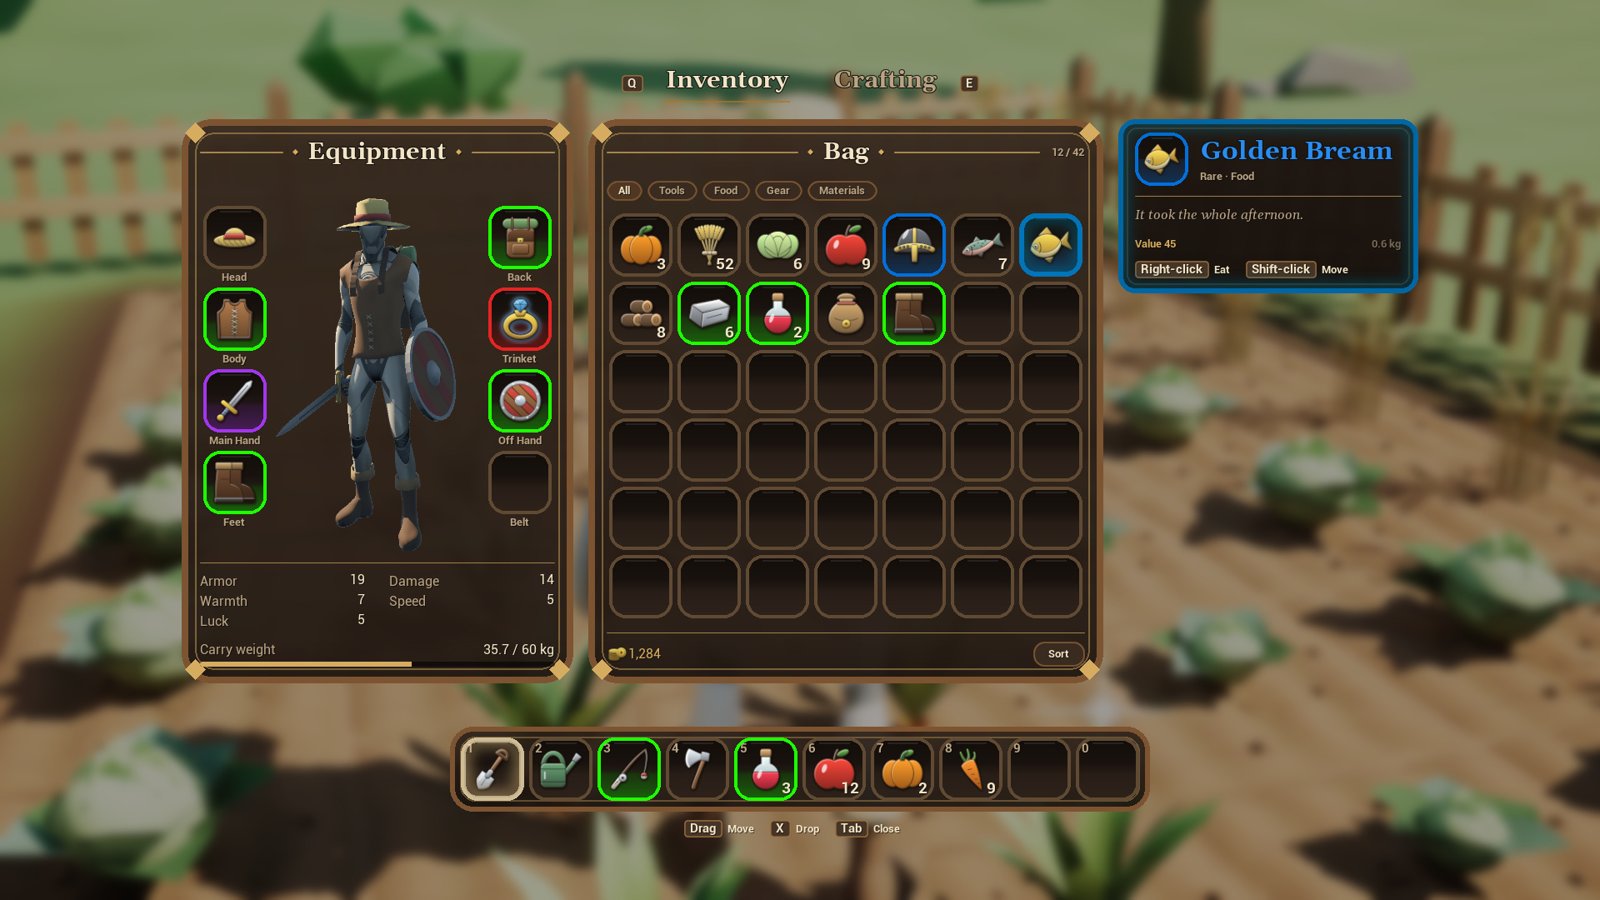 Q Inventory Crafting E
Equipment
Head
Back
Body
Trinket
Main Hand
Off Hand
Feet
Belt
Armor 19 Damage 14
Warmth 7 Speed 5
Luck 5
Carry weight 35.7 / 60 kg
Bag 12 / 42
All Tools Food Gear Materials
3 52 6 9 7
8 6 2
1,284 Sort
Golden Bream
Rare · Food
It took the whole afternoon.
Value 45 0.6 kg
Right-click Eat Shift-click Move
1 2 3 4 5 6 7 8 9 0
3 12 2 9
Drag Move X Drop Tab Close